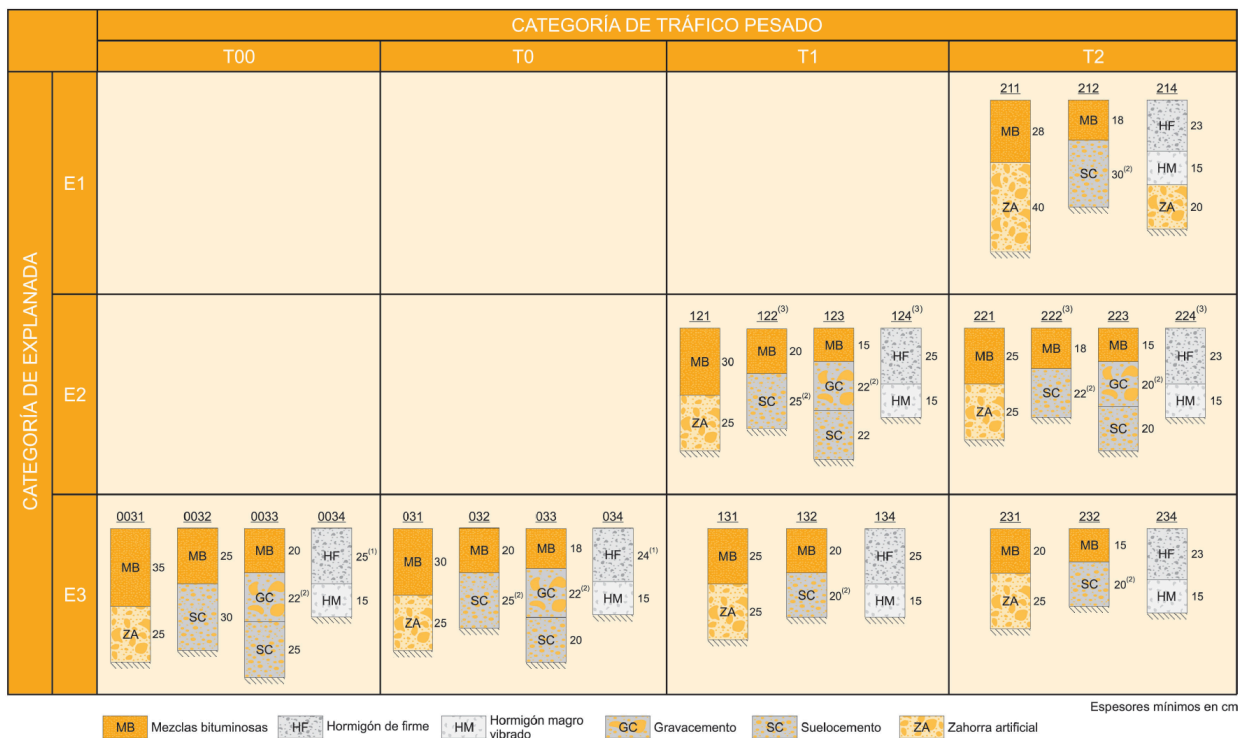 CATEGORÍA DE TRÁFICO PESADO
T00 T0 T1 T2
CATEGORÍA DE EXPLANADA
E1
211 212 214
MB 28
ZA 40
MB 18
SC 30(2)
HF 23
HM 15
ZA 20
E2
121 122(3) 123 124(3)
MB 30
ZA 25
MB 20
SC 25(2)
MB 15
GC 22(2)
SC 22
HF 25
HM 15
221 222(3) 223 224(3)
MB 25
ZA 25
MB 18
SC 22(2)
MB 15
GC 20(2)
SC 20
HF 23
HM 15
E3
0031 0032 0033 0034
MB 35
ZA 25
MB 25
SC 30
MB 20
GC 22(2)
SC 25
HF 25(1)
HM 15
031 032 033 034
MB 30
ZA 25
MB 20
SC 25(2)
MB 18
GC 22(2)
SC 20
HF 24(1)
HM 15
131 132 134
MB 25
ZA 25
MB 20
SC 20(2)
HF 25
HM 15
231 232 234
MB 20
ZA 25
MB 15
SC 20(2)
HF 23
HM 15
Espesores mínimos en cm
MB Mezclas bituminosas
HF Hormigón de firme
HM Hormigón magro
vibrado
GC Gravacemento
SC Suelocemento
ZA Zahorra artificial